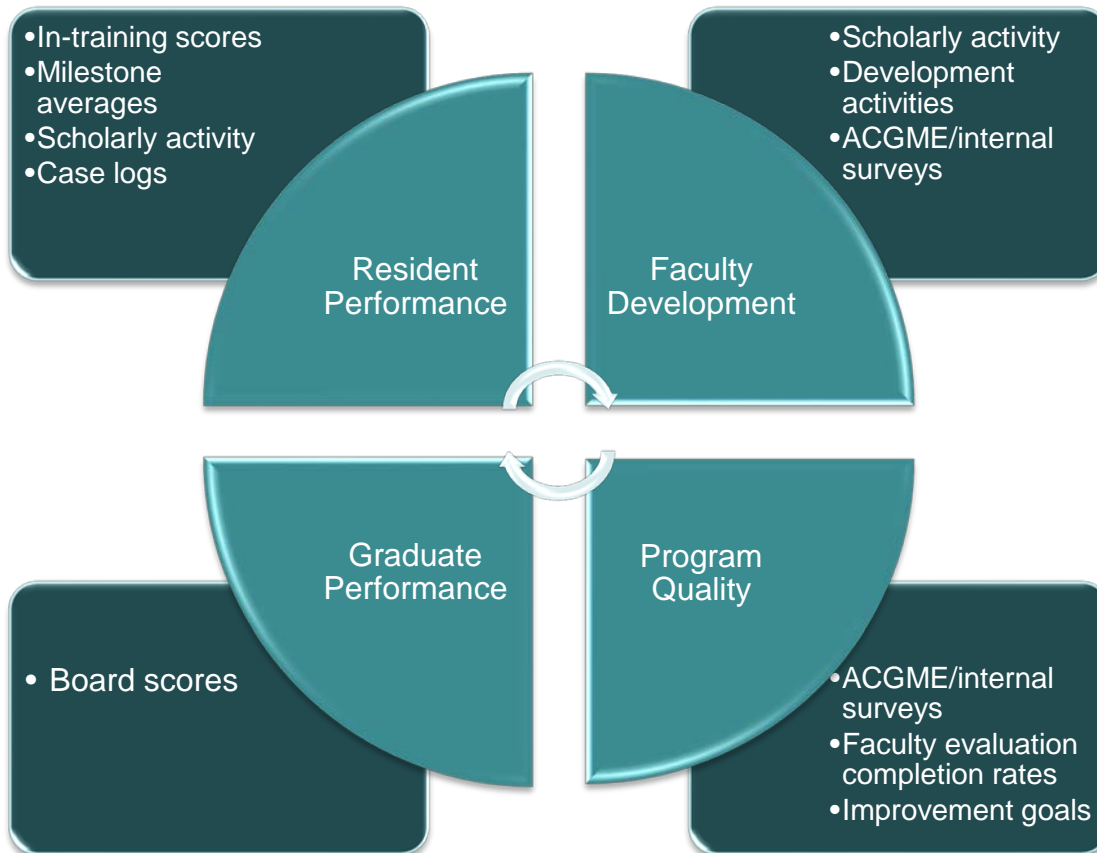 •In-training scores
•Milestone
averages
•Scholarly activity
•Case logs
•Scholarly activity
•Development
activities
•ACGME/internal
surveys
Resident
Performance
Faculty
Development
Graduate
Performance
Program
Quality
• Board scores
•ACGME/internal
surveys
•Faculty evaluation
completion rates
•Improvement goals